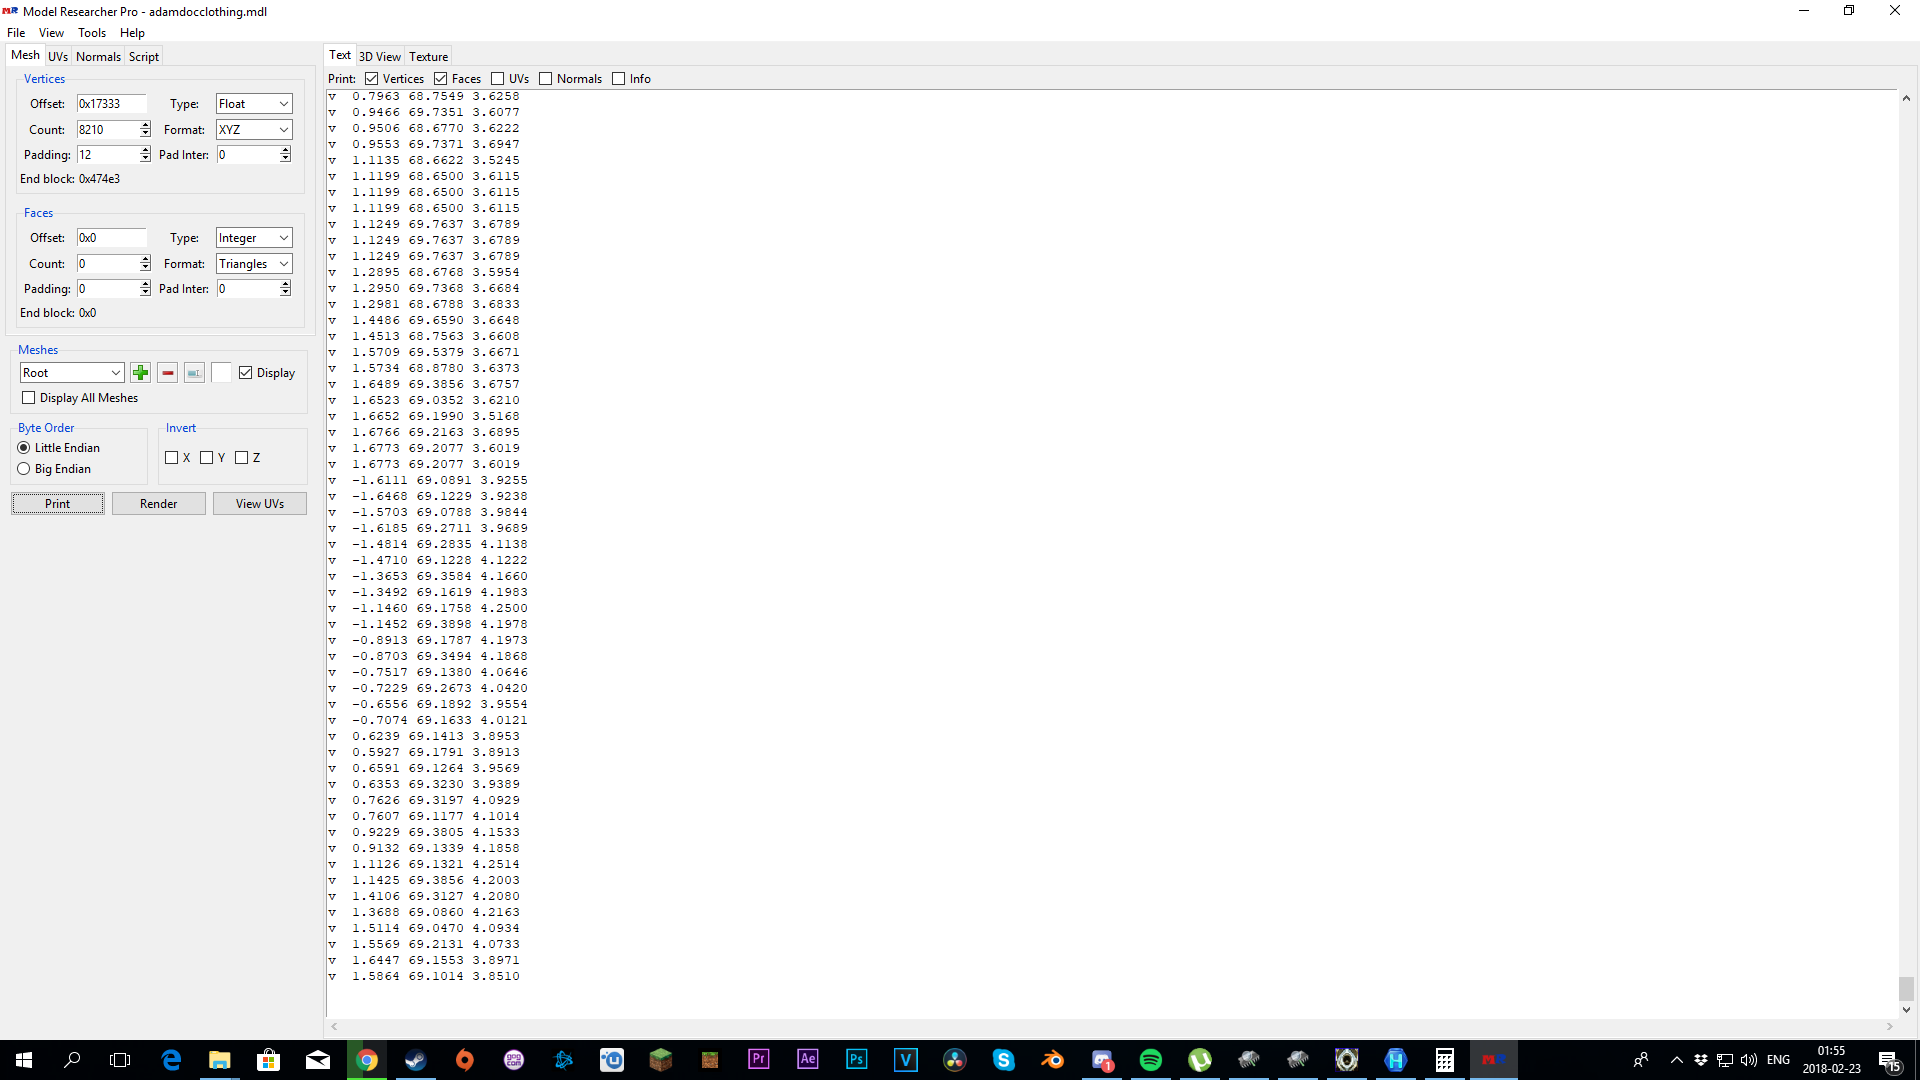 Model Researcher Pro - adamdocclothing.mdl
File View Tools Help
Mesh UVs Normals Script
Vertices
Offset: 0x17333 Type: Float
Count: 8210 Format: XYZ
Padding: 12 Pad Inter: 0
End block: 0x474e3
Faces
Offset: 0x0 Type: Integer
Count: 0 Format: Triangles
Padding: 0 Pad Inter: 0
End block: 0x0
Meshes
Root Display
Display All Meshes
Byte Order
Little Endian
Big Endian
Invert
X Y Z
Print Render View UVs
Text 3D View Texture
Print: Vertices Faces UVs Normals Info
v 0.7963 68.7549 3.6258
v 0.9466 69.7351 3.6077
v 0.9506 68.6770 3.6222
v 0.9553 69.7371 3.6947
v 1.1135 68.6622 3.5245
v 1.1199 68.6500 3.6115
v 1.1199 68.6500 3.6115
v 1.1199 68.6500 3.6115
v 1.1249 69.7637 3.6789
v 1.1249 69.7637 3.6789
v 1.1249 69.7637 3.6789
v 1.2895 68.6768 3.5954
v 1.2950 69.7368 3.6684
v 1.2981 68.6788 3.6833
v 1.4486 69.6590 3.6648
v 1.4513 68.7563 3.6608
v 1.5709 69.5379 3.6671
v 1.5734 68.8780 3.6373
v 1.6489 69.3856 3.6757
v 1.6523 69.0352 3.6210
v 1.6652 69.1990 3.5168
v 1.6766 69.2163 3.6895
v 1.6773 69.2077 3.6019
v 1.6773 69.2077 3.6019
v -1.6111 69.0891 3.9255
v -1.6468 69.1229 3.9238
v -1.5703 69.0788 3.9844
v -1.6185 69.2711 3.9689
v -1.4814 69.2835 4.1138
v -1.4710 69.1228 4.1222
v -1.3653 69.3584 4.1660
v -1.3492 69.1619 4.1983
v -1.1460 69.1758 4.2500
v -1.1452 69.3898 4.1978
v -0.8913 69.1787 4.1973
v -0.8703 69.3494 4.1868
v -0.7517 69.1380 4.0646
v -0.7229 69.2673 4.0420
v -0.6556 69.1892 3.9554
v -0.7074 69.1633 4.0121
v 0.6239 69.1413 3.8953
v 0.5927 69.1791 3.8913
v 0.6591 69.1264 3.9569
v 0.6353 69.3230 3.9389
v 0.7626 69.3197 4.0929
v 0.7607 69.1177 4.1014
v 0.9229 69.3805 4.1533
v 0.9132 69.1339 4.1858
v 1.1126 69.1321 4.2514
v 1.1425 69.3856 4.2003
v 1.4106 69.3127 4.2080
v 1.3688 69.0860 4.2163
v 1.5114 69.0470 4.0934
v 1.5569 69.2131 4.0733
v 1.6447 69.1553 3.8971
v 1.5864 69.1014 3.8510
ENG
01:55
2018-02-23
15